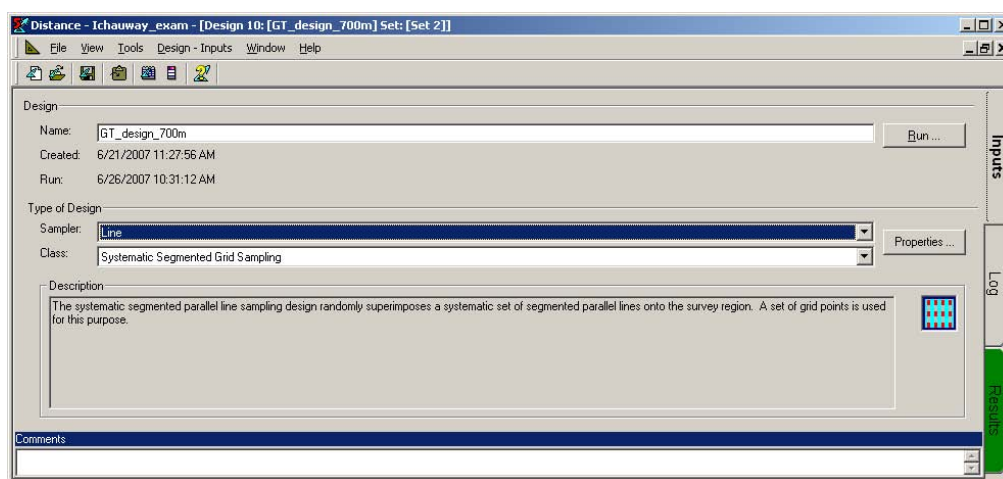 Distance - Ichauway_exam - [Design 10: [GT_design_700m] Set: [Set 2]]
File View Tools Design - Inputs Window Help
Design
Name: GT_design_700m
Run ...
Created: 6/21/2007 11:27:56 AM
Run: 6/26/2007 10:31:12 AM
Type of Design
Sampler: Line
Properties ...
Class: Systematic Segmented Grid Sampling
Description
The systematic segmented parallel line sampling design randomly superimposes a systematic set of segmented parallel lines onto the survey region. A set of grid points is used
for this purpose.
Comments
Inputs
Log
Results